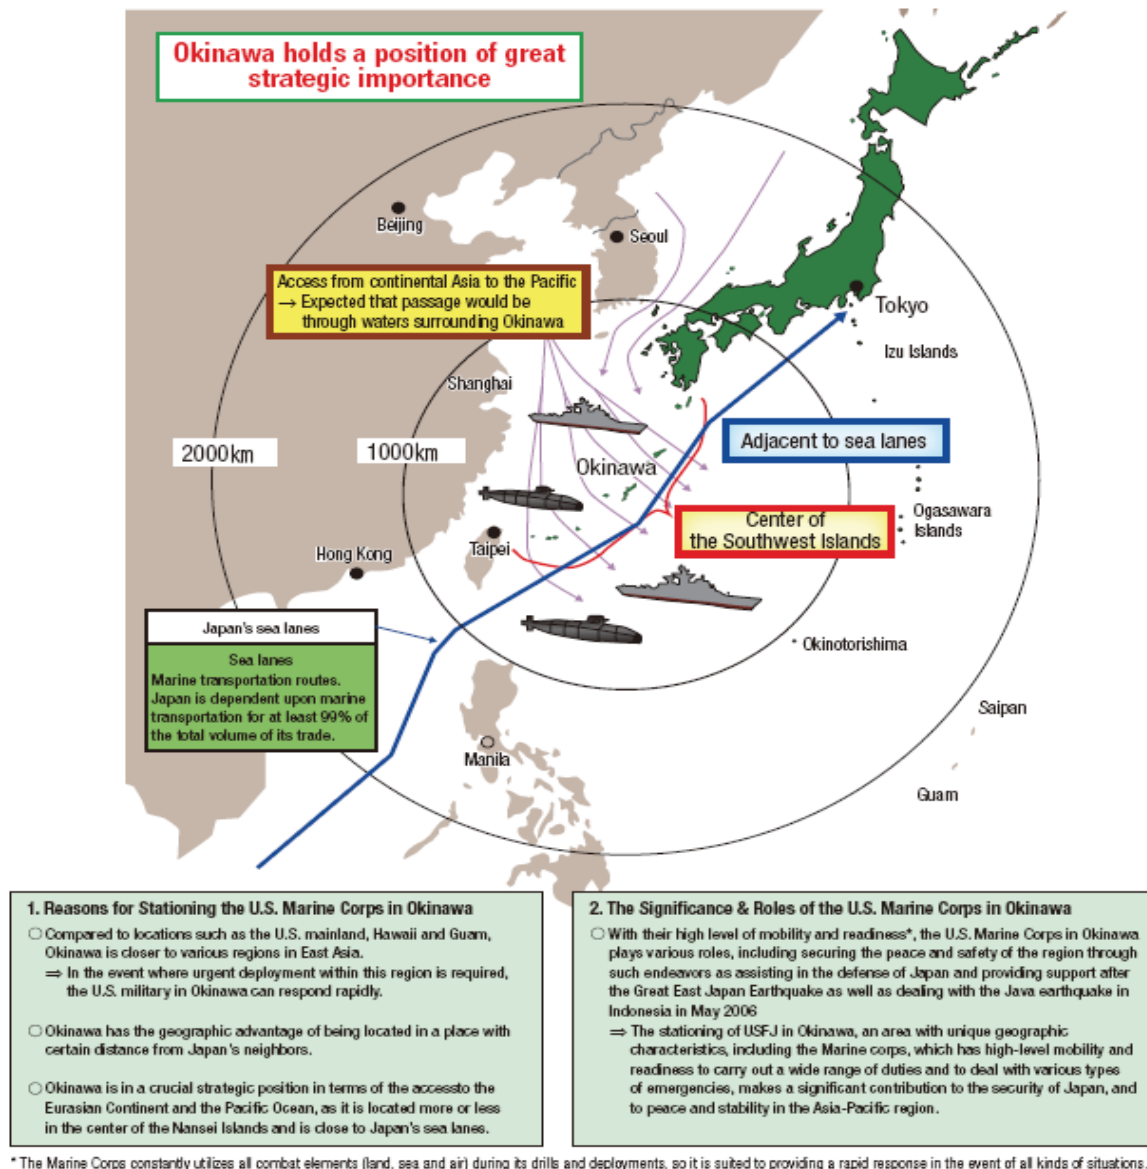 Okinawa holds a position of great
strategic importance
Beijing
Seoul
Access from continental Asia to the Pacific
→ Expected that passage would be
through waters surrounding Okinawa
Tokyo
Izu Islands
Shanghai
2000km
1000km
Adjacent to sea lanes
Okinawa
Center of
the Southwest Islands
Ogasawara
Islands
Taipei
Hong Kong
Japan's sea lanes
Sea lanes
Marine transportation routes.
Japan is dependent upon marine
transportation for at least 99% of
the total volume of its trade.
Okinotorishima
Saipan
Manila
Guam
1. Reasons for Stationing the U.S. Marine Corps in Okinawa
○ Compared to locations such as the U.S. mainland, Hawaii and Guam,
Okinawa is closer to various regions in East Asia.
⇒ In the event where urgent deployment within this region is required,
the U.S. military in Okinawa can respond rapidly.
○ Okinawa has the geographic advantage of being located in a place with
certain distance from Japan's neighbors.
○ Okinawa is in a crucial strategic position in terms of the accessto the
Eurasian Continent and the Pacific Ocean, as it is located more or less
in the center of the Nansei Islands and is close to Japan's sea lanes.
2. The Significance & Roles of the U.S. Marine Corps in Okinawa
○ With their high level of mobility and readiness*, the U.S. Marine Corps in Okinawa
plays various roles, including securing the peace and safety of the region through
such endeavors as assisting in the defense of Japan and providing support after
the Great East Japan Earthquake as well as dealing with the Java earthquake in
Indonesia in May 2006
⇒ The stationing of USFJ in Okinawa, an area with unique geographic
characteristics, including the Marine corps, which has high-level mobility and
readiness to carry out a wide range of duties and to deal with various types
of emergencies, makes a significant contribution to the security of Japan, and
to peace and stability in the Asia-Pacific region.
* The Marine Corps constantly utilizes all combat elements (land, sea and air) during its drills and deployments, so it is suited to providing a rapid response in the event of all kinds of situations